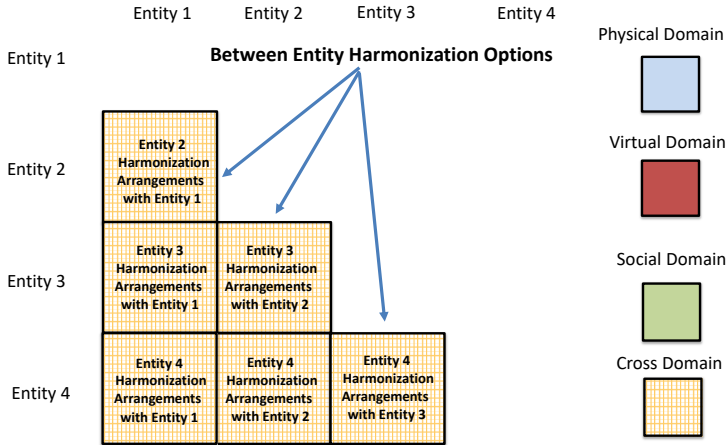 Entity 1
Entity 2
Entity 3
Entity 4
Between Entity Harmonization Options
Entity 1
Entity 2
Entity 3
Entity 4
Entity 2
Harmonization
Arrangements
with Entity 1
Entity 3
Harmonization
Arrangements
with Entity 1
Entity 3
Harmonization
Arrangements
with Entity 2
Entity 4
Harmonization
Arrangements
with Entity 1
Entity 4
Harmonization
Arrangements
with Entity 2
Entity 4
Harmonization
Arrangements
with Entity 3
Physical Domain
Virtual Domain
Social Domain
Cross Domain